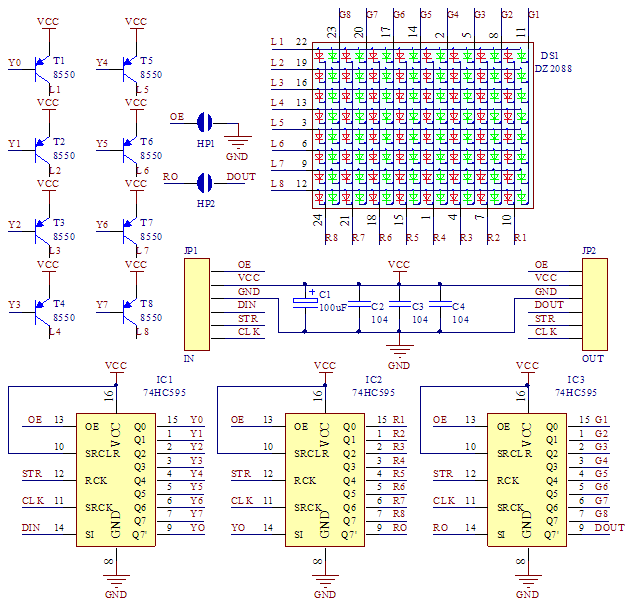 VCC VCC G8 G7 G6 G5 G4 G3 G2 G1
23 20 17 14 2 5 8 11
Y0 T1 8550 L1 Y4 T5 8550 L5
L1 22
L2 19
L3 16
L4 13
L5 3
L6 6
L7 9
L8 12
DS1
DZ2088
24 21 18 15 1 4 7 10
R8 R7 R6 R5 R4 R3 R2 R1
VCC VCC
Y1 T2 8550 L2 Y5 T6 8550 L6
OE HP1 GND
RO HP2 DOUT
VCC VCC
Y2 T3 8550 L3 Y6 T7 8550 L7
VCC VCC
Y3 T4 8550 L4 Y7 T8 8550 L8
JP1
OE
VCC
GND
DIN
STR
CLK
IN
VCC
+ C1
100uF
C2
104
C3
104
C4
104
GND
JP2
OE
VCC
GND
DOUT
STR
CLK
OUT
VCC
IC1
74HC595
16
OE 13 OE VCC Q0 15 Y0
Q1 1 Y1
10 SRCLR Q2 2 Y2
Q3 3 Y3
STR 12 RCK Q4 4 Y4
Q5 5 Y5
CLK 11 SRCK Q6 6 Y6
Q7 7 Y7
DIN 14 SI GND Q7' 9 YO
8
GND
VCC
IC2
74HC595
16
OE 13 OE VCC Q0 15 R1
Q1 1 R2
10 SRCLR Q2 2 R3
Q3 3 R4
STR 12 RCK Q4 4 R5
Q5 5 R6
CLK 11 SRCK Q6 6 R7
Q7 7 R8
YO 14 SI GND Q7' 9 RO
8
GND
VCC
IC3
74HC595
16
OE 13 OE VCC Q0 15 G1
Q1 1 G2
10 SRCLR Q2 2 G3
Q3 3 G4
STR 12 RCK Q4 4 G5
Q5 5 G6
CLK 11 SRCK Q6 6 G7
Q7 7 G8
RO 14 SI GND Q7' 9 DOUT
8
GND